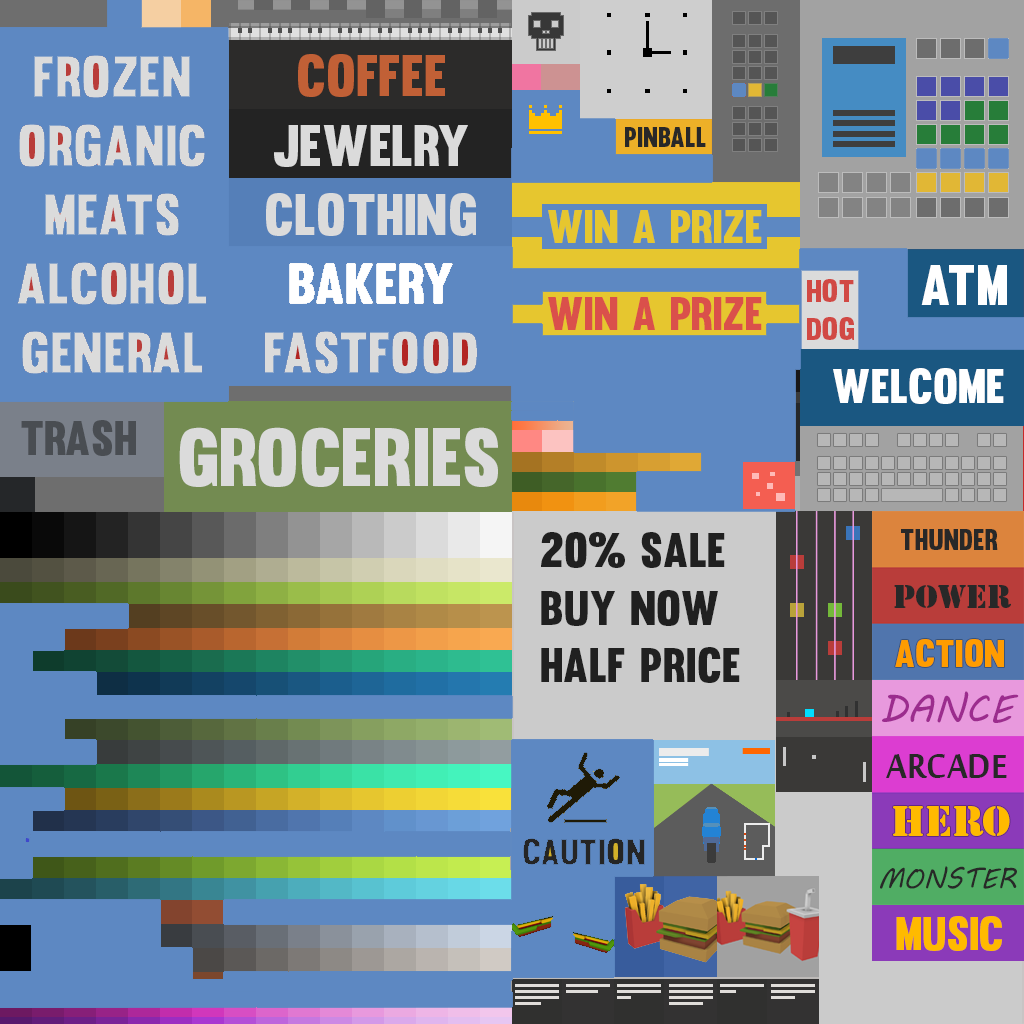 FROZEN
ORGANIC
MEATS
ALCOHOL
GENERAL
COFFEE
JEWELRY
CLOTHING
BAKERY
FASTFOOD
TRASH
GROCERIES
PINBALL
WIN A PRIZE
WIN A PRIZE
HOT
DOG
ATM
WELCOME
20% SALE
BUY NOW
HALF PRICE
CAUTION
THUNDER
POWER
ACTION
DANCE
ARCADE
HERO
MONSTER
MUSIC